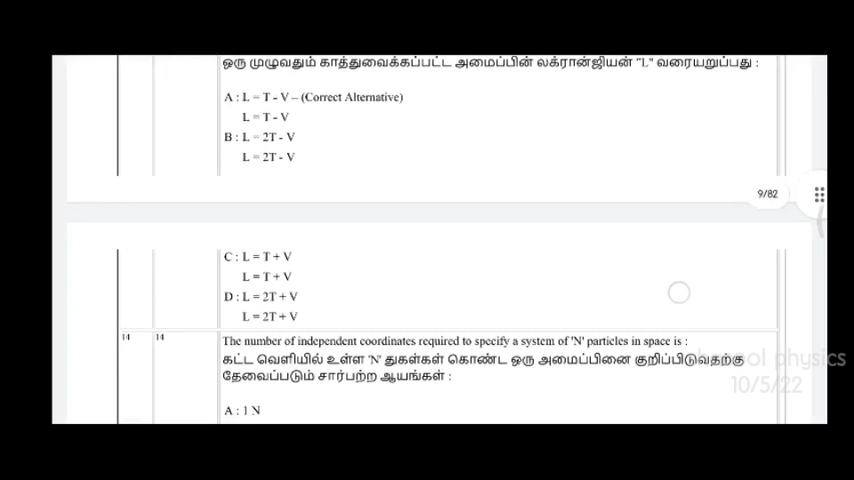 ஒரு முழுவதும் காத்துவைக்கப்பட்ட அமைப்பின் லக்ரான்ஜியன் "L" வரையறுப்பது :
A : L = T - V – (Correct Alternative)
L = T - V
B : L = 2T - V
L = 2T - V
9/82
C : L = T + V
L = T + V
D : L = 2T + V
L = 2T + V
14 14 The number of independent coordinates required to specify a system of 'N' particles in space is :
கட்ட வெளியில் உள்ள 'N' துகள்கள் கொண்ட ஒரு அமைப்பினை குறிப்பிடுவதற்கு
தேவைப்படும் சார்பற்ற ஆயங்கள் :
physics
10/5/22
A : 1 N